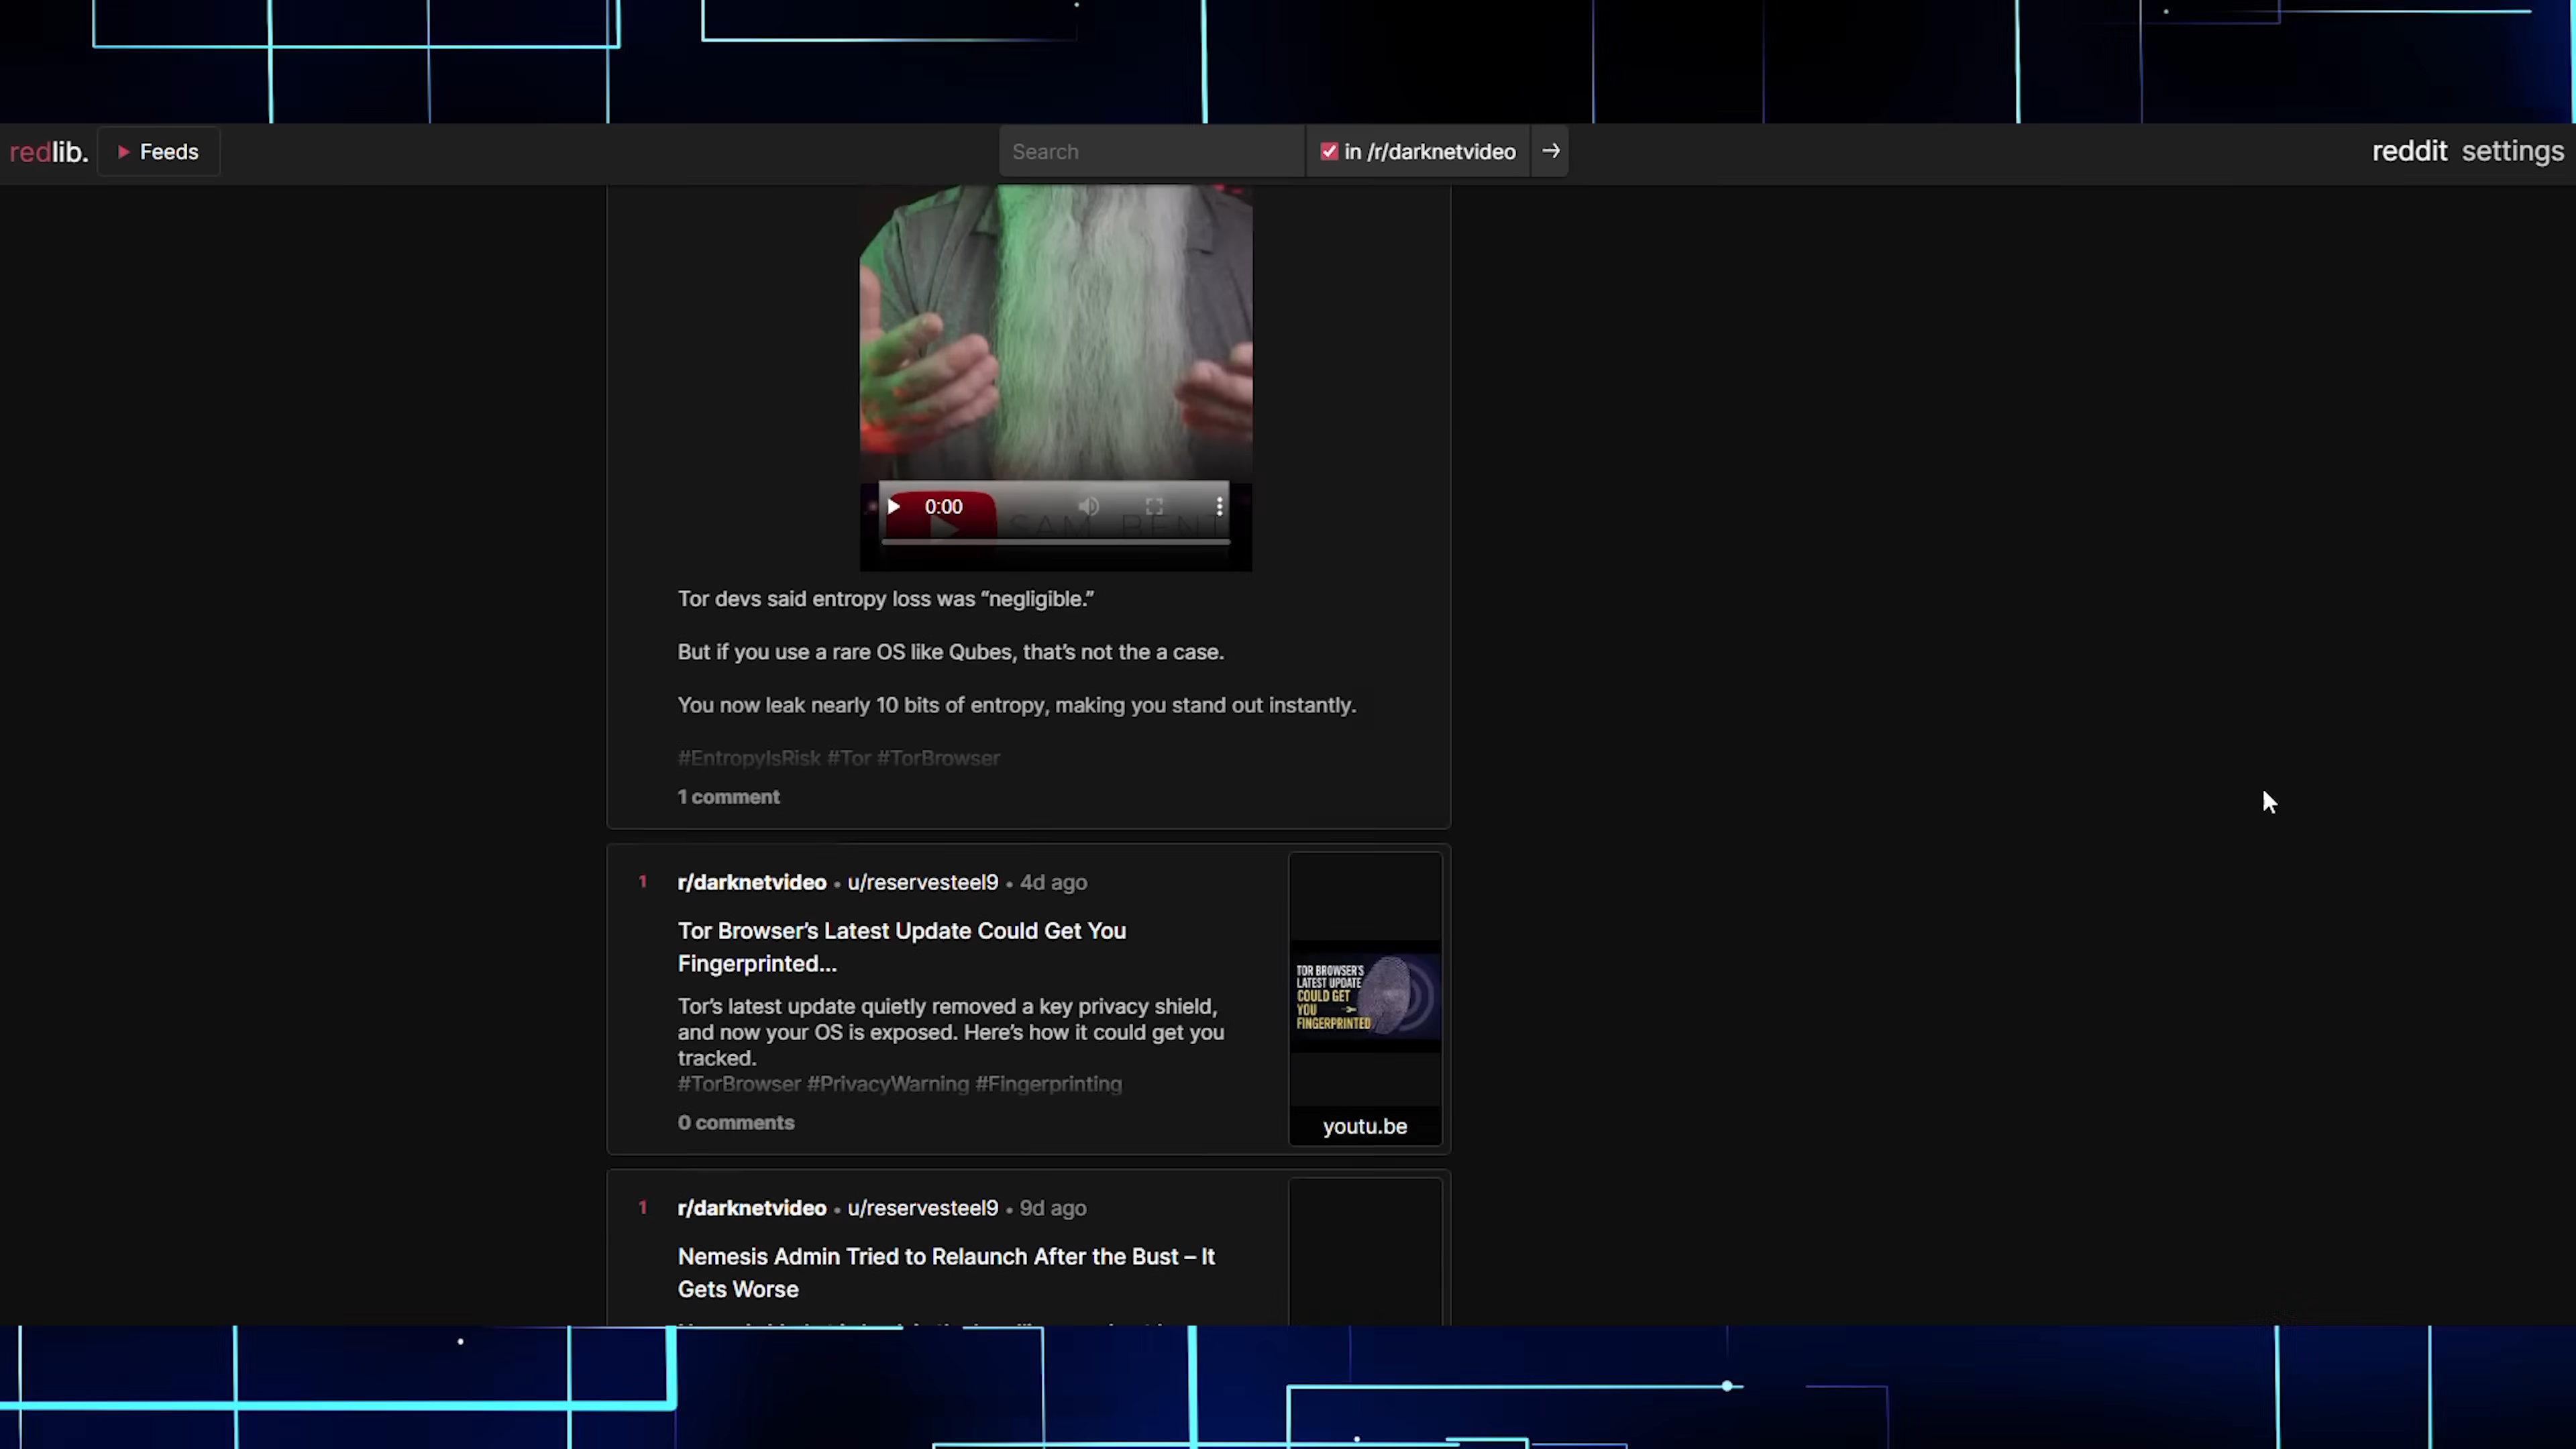 redlib. Feeds Search in /r/darknetvideo → reddit settings
0:00
SAM BENT
Tor devs said entropy loss was “negligible.”
But if you use a rare OS like Qubes, that’s not the a case.
You now leak nearly 10 bits of entropy, making you stand out instantly.
#EntropyIsRisk #Tor #TorBrowser
1 comment
1 r/darknetvideo • u/reservesteel9 • 4d ago
Tor Browser’s Latest Update Could Get You
Fingerprinted...
Tor’s latest update quietly removed a key privacy shield,
and now your OS is exposed. Here’s how it could get you
tracked.
#TorBrowser #PrivacyWarning #Fingerprinting
0 comments
TOR BROWSER'S
LATEST UPDATE
COULD GET
YOU
FINGERPRINTED
youtu.be
1 r/darknetvideo • u/reservesteel9 • 9d ago
Nemesis Admin Tried to Relaunch After the Bust – It
Gets Worse